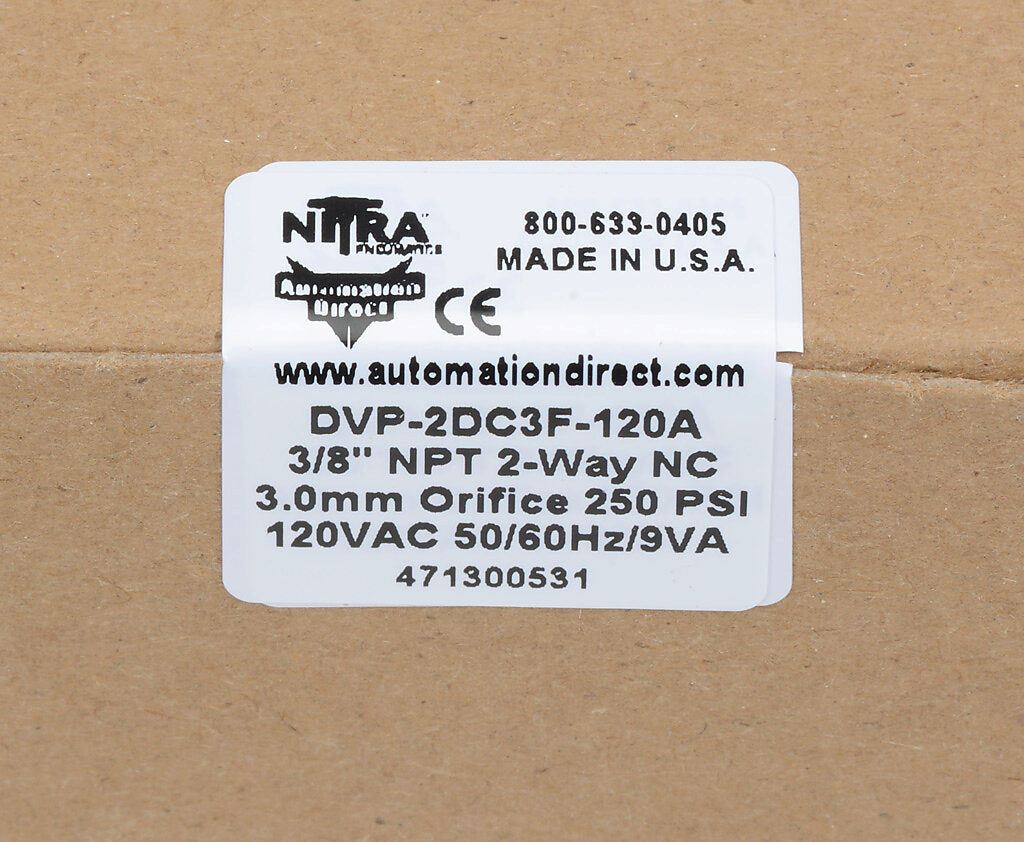 NITRA
PNEUMATICS
Automation
Direct
CE
800-633-0405
MADE IN U.S.A.
www.automationdirect.com
DVP-2DC3F-120A
3/8" NPT 2-Way NC
3.0mm Orifice 250 PSI
120VAC 50/60Hz/9VA
471300531